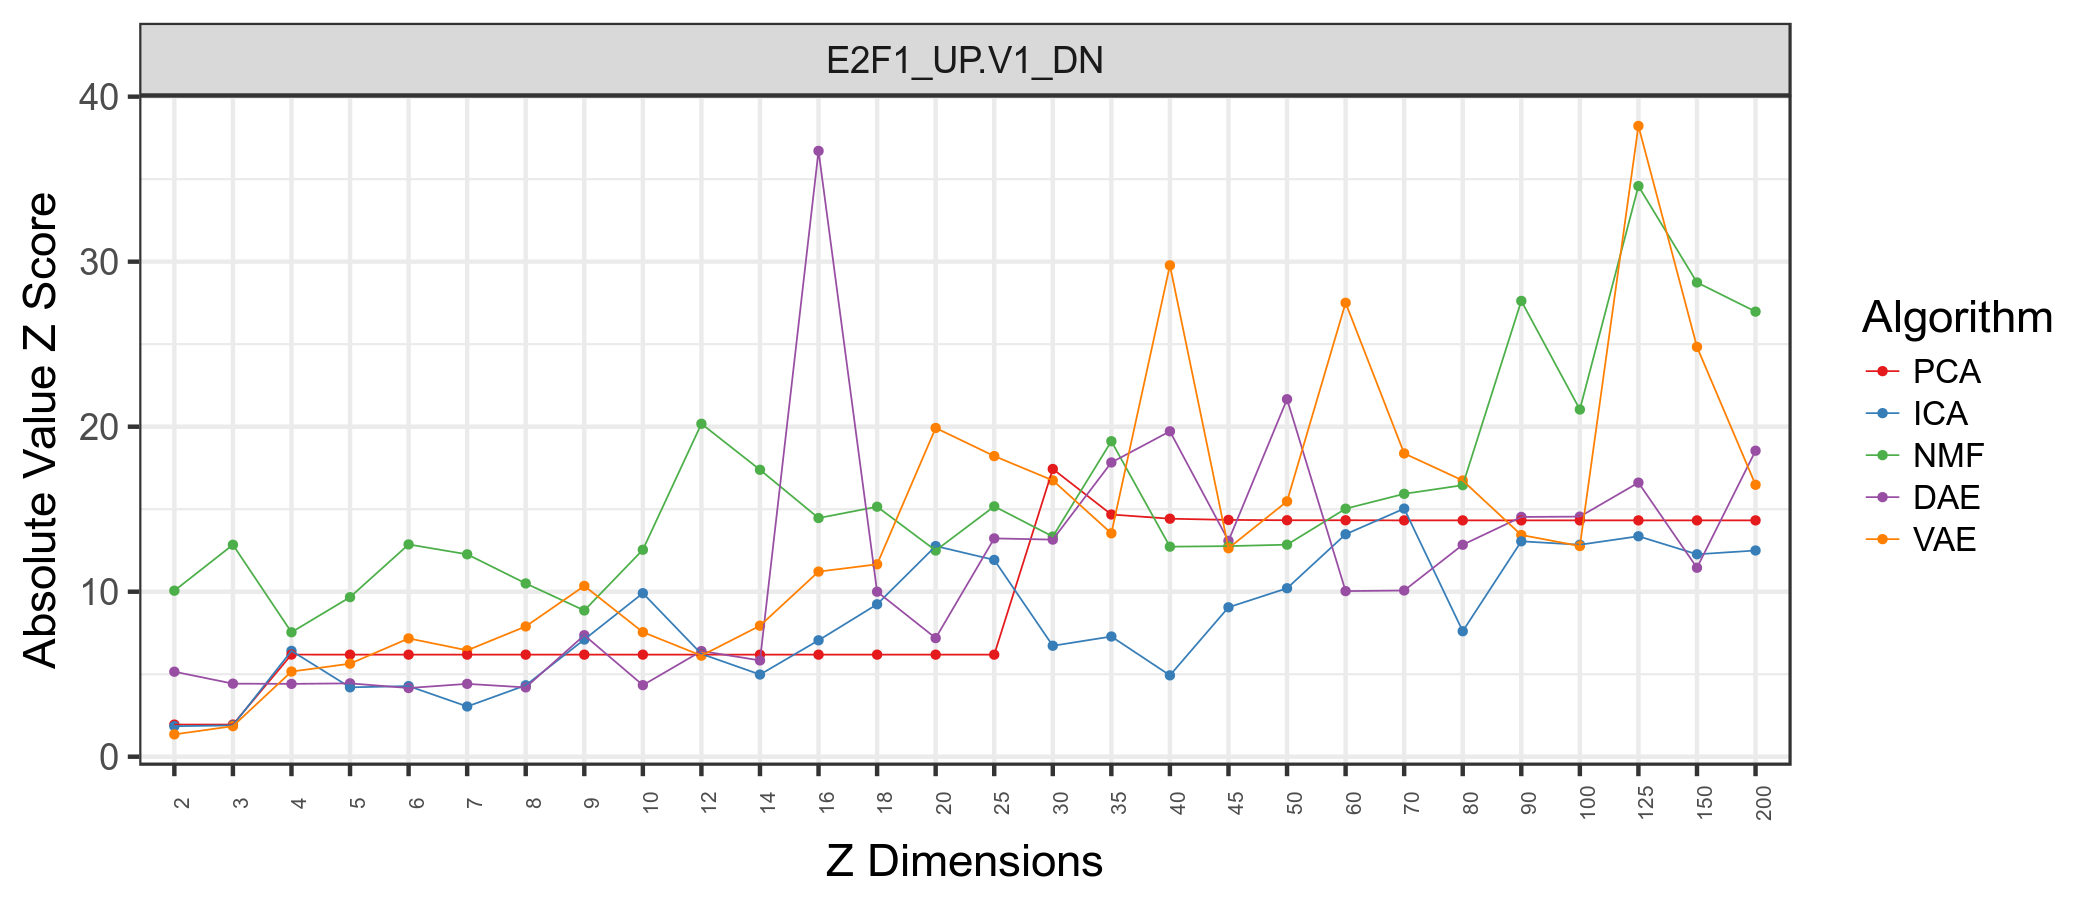 E2F1_UP.V1_DN
Absolute Value Z Score
40
30
20
10
0
2 3 4 5 6 7 8 9 10 12 14 16 18 20 25 30 35 40 45 50 60 70 80 90 100 125 150 200
Z Dimensions
Algorithm
PCA
ICA
NMF
DAE
VAE